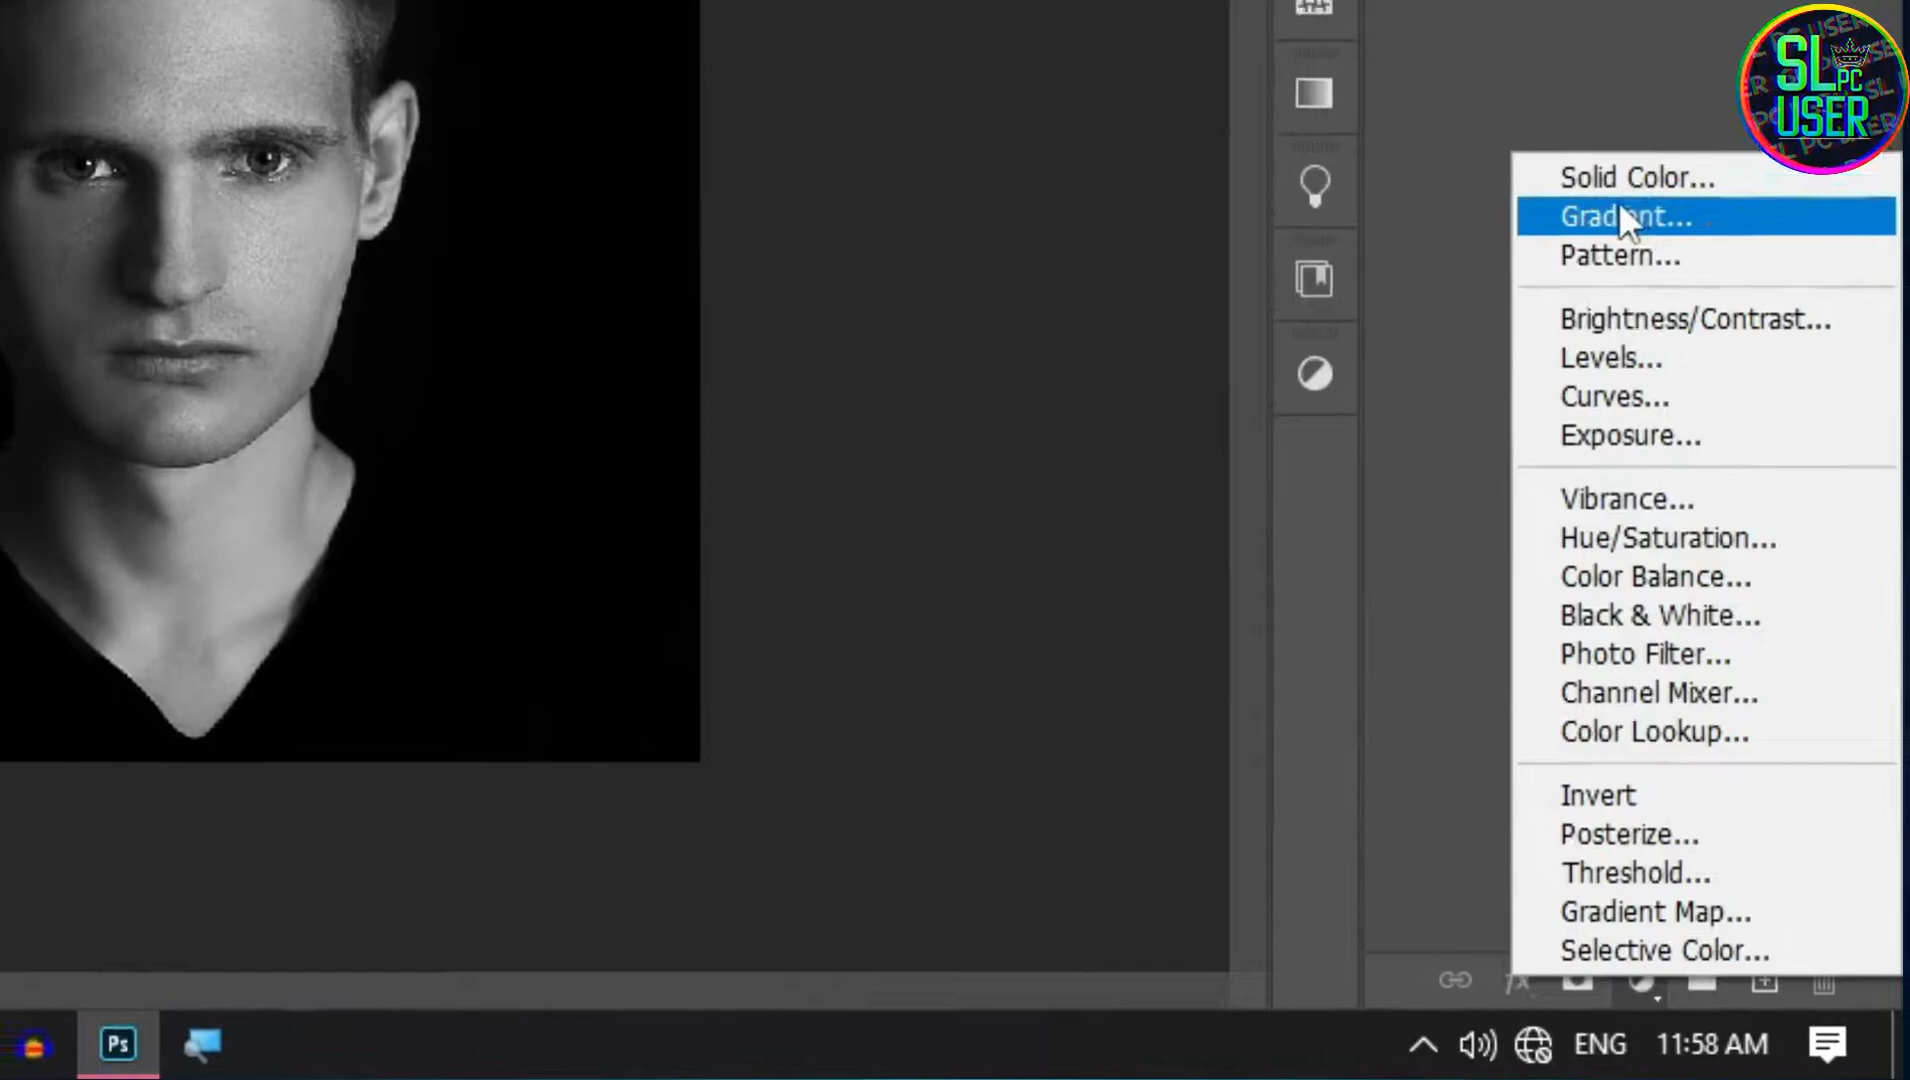 SL
PC
USER
Solid Color...
Gradient...
Pattern...
Brightness/Contrast...
Levels...
Curves...
Exposure...
Vibrance...
Hue/Saturation...
Color Balance...
Black & White...
Photo Filter...
Channel Mixer...
Color Lookup...
Invert
Posterize...
Threshold...
Gradient Map...
Selective Color...
fx
Ps
ENG
11:58 AM